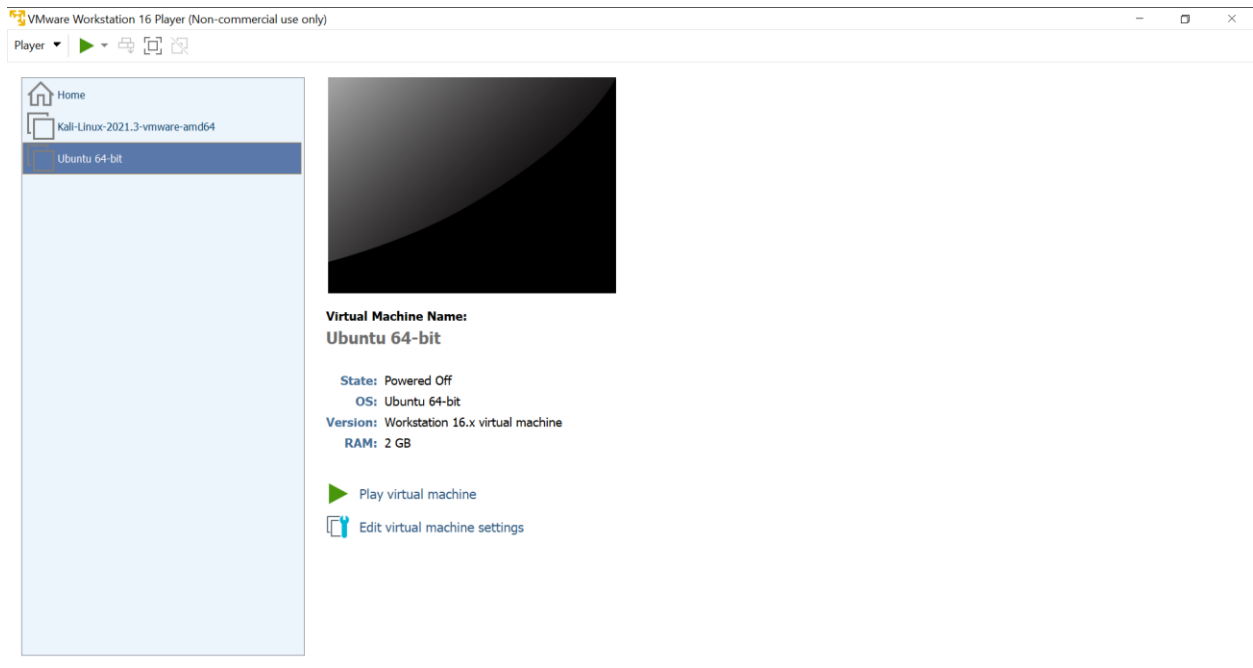 VMware Workstation 16 Player (Non-commercial use only)
Player
Home
Kali-Linux-2021.3-vmware-amd64
Ubuntu 64-bit
Virtual Machine Name:
Ubuntu 64-bit
State: Powered Off
OS: Ubuntu 64-bit
Version: Workstation 16.x virtual machine
RAM: 2 GB
Play virtual machine
Edit virtual machine settings